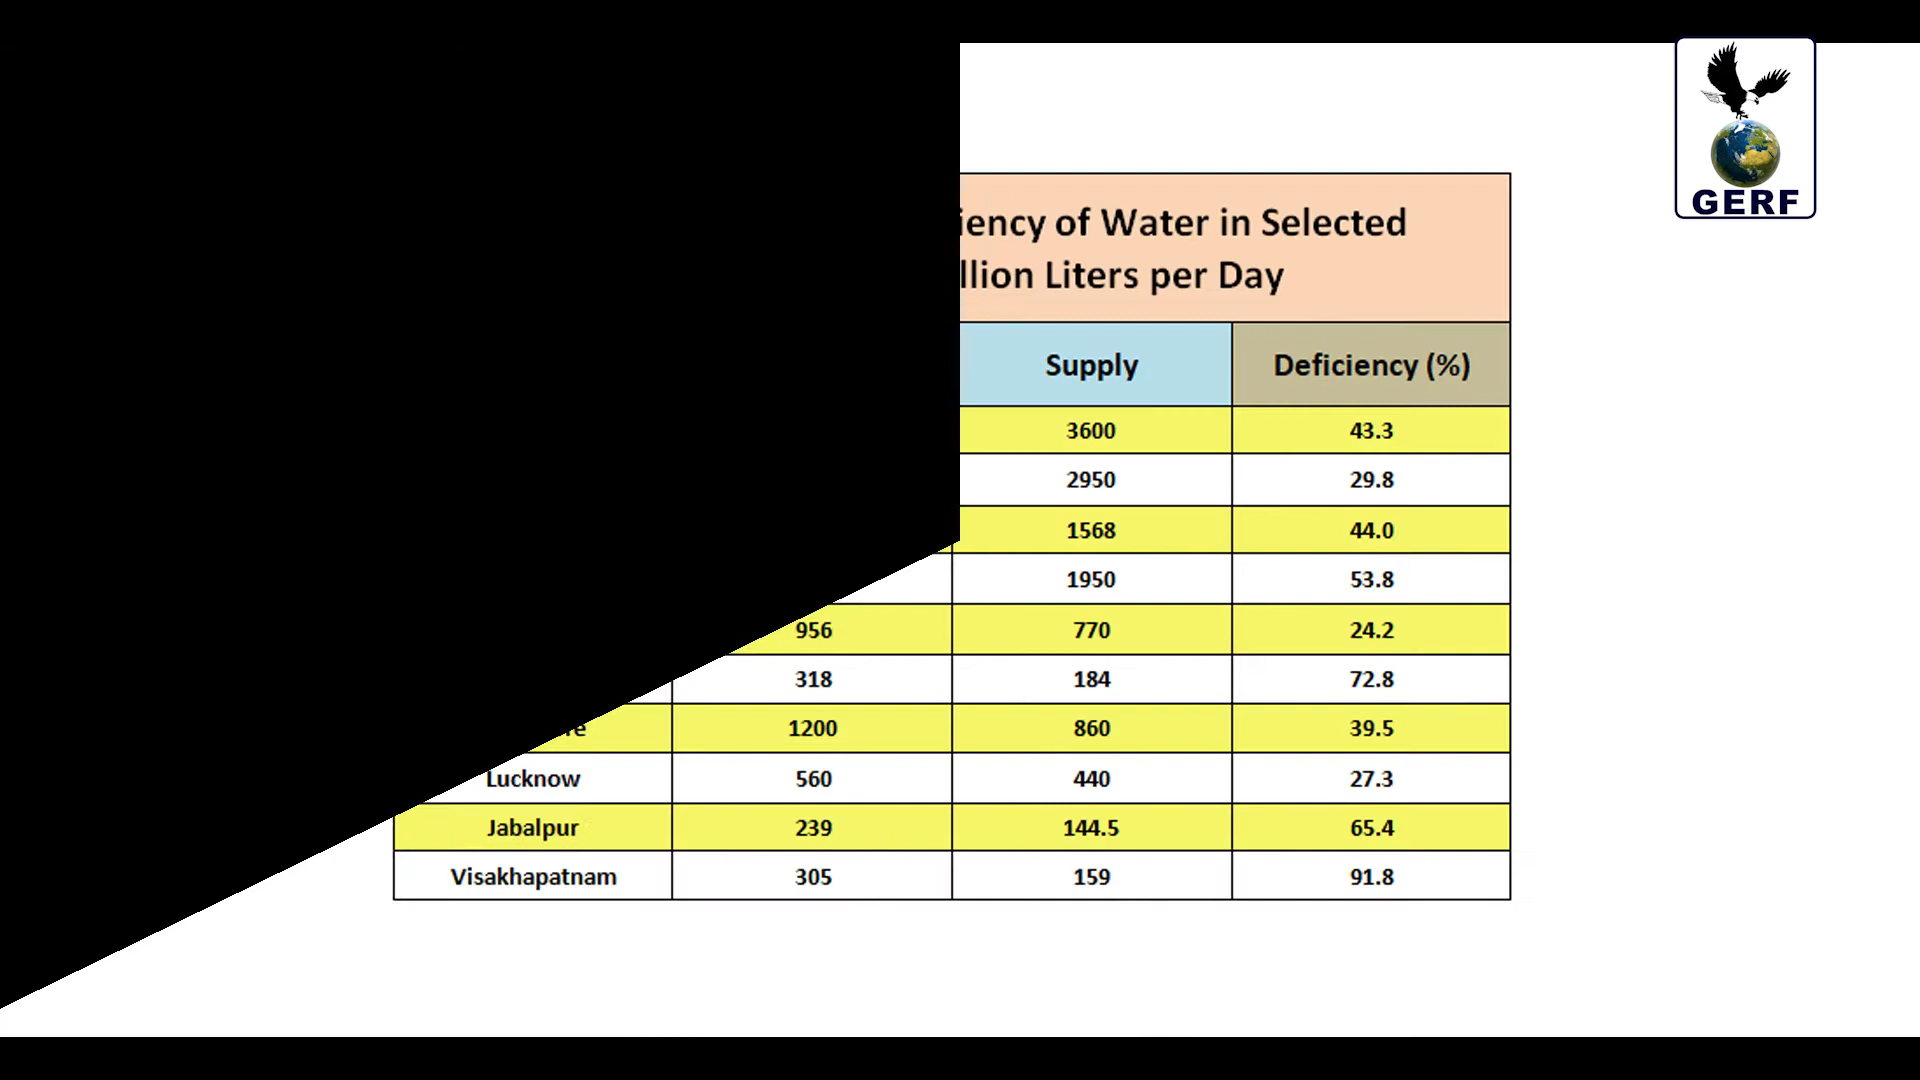 GERF
of Water in Selected
Liters per Day
Supply Deficiency (%)
3600 43.3
2950 29.8
1568 44.0
1950 53.8
956 770 24.2
318 184 72.8
1200 860 39.5
Lucknow 560 440 27.3
Jabalpur 239 144.5 65.4
Visakhapatnam 305 159 91.8